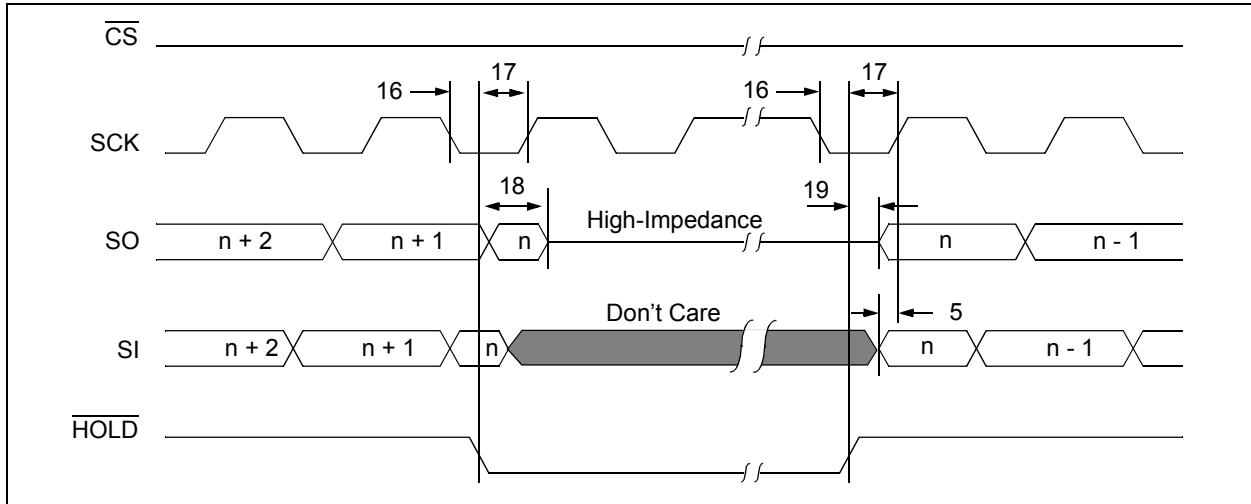 CS
16 17 16 17
SCK
18 High-Impedance 19
SO n + 2 n + 1 n n n - 1
Don't Care 5
SI n + 2 n + 1 n n n - 1
HOLD